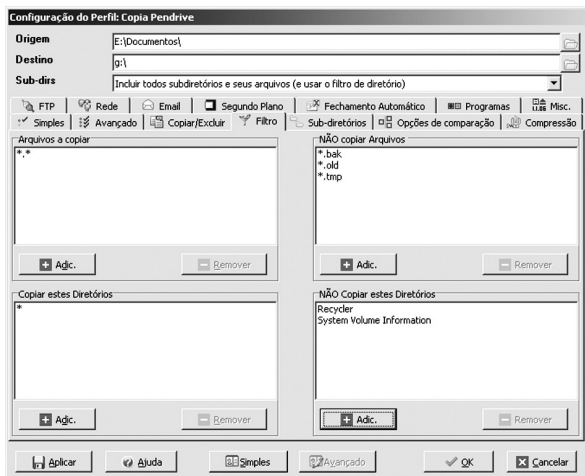 Configuração do Perfil: Copia Pendrive
Origem E:\Documentos\
Destino g:\
Sub-dirs Incluir todos subdiretórios e seus arquivos (e usar o filtro de diretório)
FTP Rede Email Segundo Plano Fechamento Automático Programas Misc.
Simples Avançado Copiar/Excluir Filtro Sub-diretórios Opções de comparação Compressão
Arquivos a copiar
*.*
Adic. Remover
NÃO copiar Arquivos
*.bak
*.old
*.tmp
Adic. Remover
Copiar estes Diretórios
*
Adic. Remover
NÃO Copiar estes Diretórios
Recycler
System Volume Information
Adic. Remover
Aplicar Ajuda Simples Avançado OK Cancelar